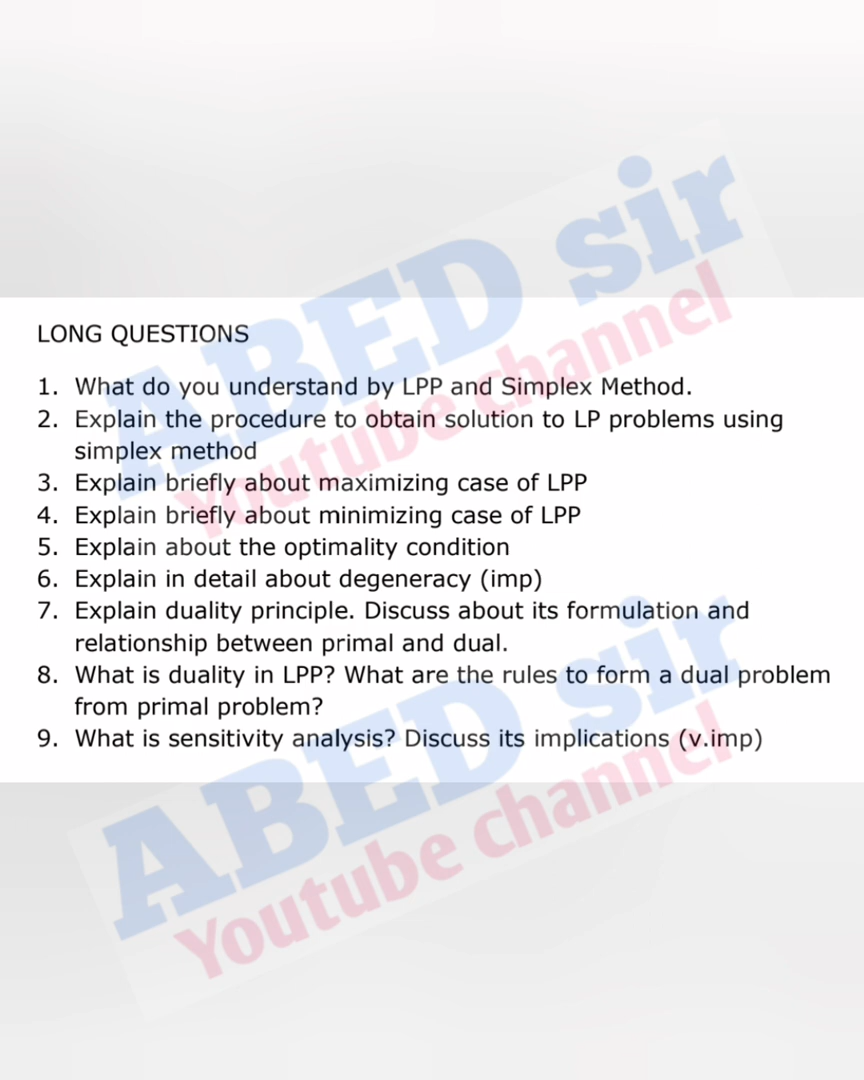 ABED sir
Youtube channel
LONG QUESTIONS
1. What do you understand by LPP and Simplex Method.
2. Explain the procedure to obtain solution to LP problems using
simplex method
3. Explain briefly about maximizing case of LPP
4. Explain briefly about minimizing case of LPP
5. Explain about the optimality condition
6. Explain in detail about degeneracy (imp)
7. Explain duality principle. Discuss about its formulation and
relationship between primal and dual.
8. What is duality in LPP? What are the rules to form a dual problem
from primal problem?
9. What is sensitivity analysis? Discuss its implications (v.imp)
ABED sir
Youtube channel